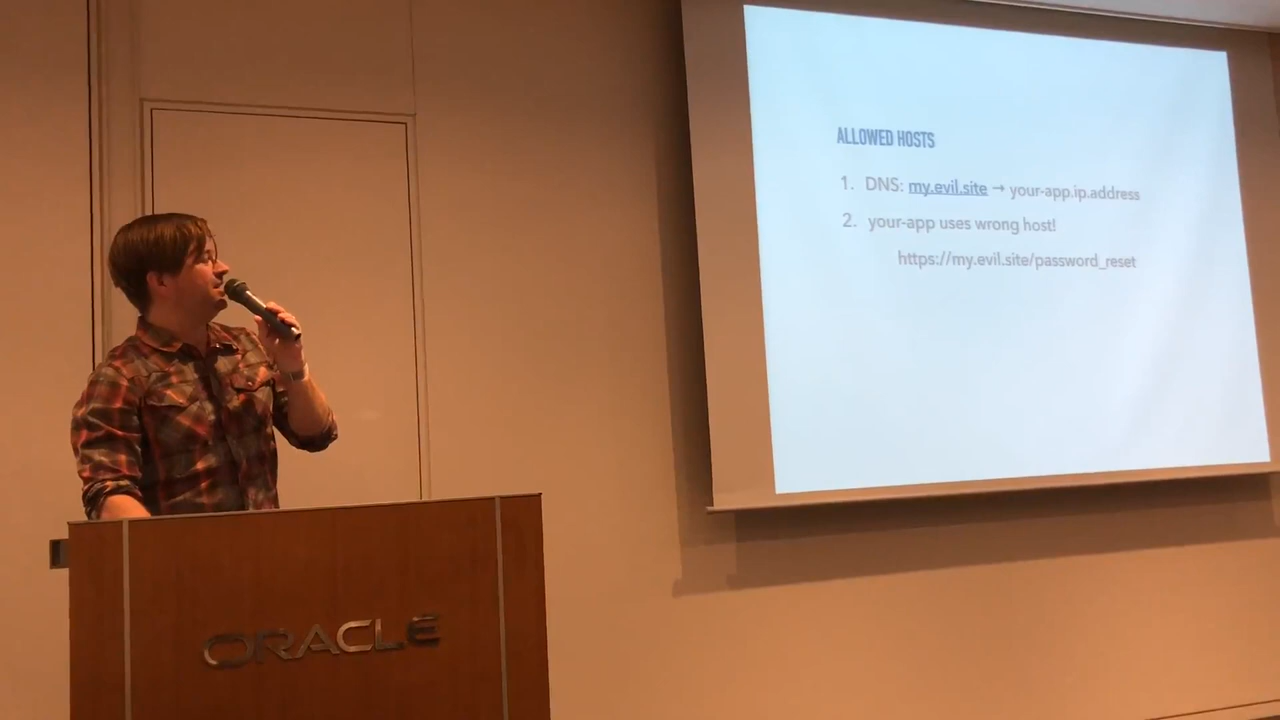 ALLOWED HOSTS
1. DNS: my.evil.site → your-app.ip.address
2. your-app uses wrong host!
https://my.evil.site/password_reset
ORACLE